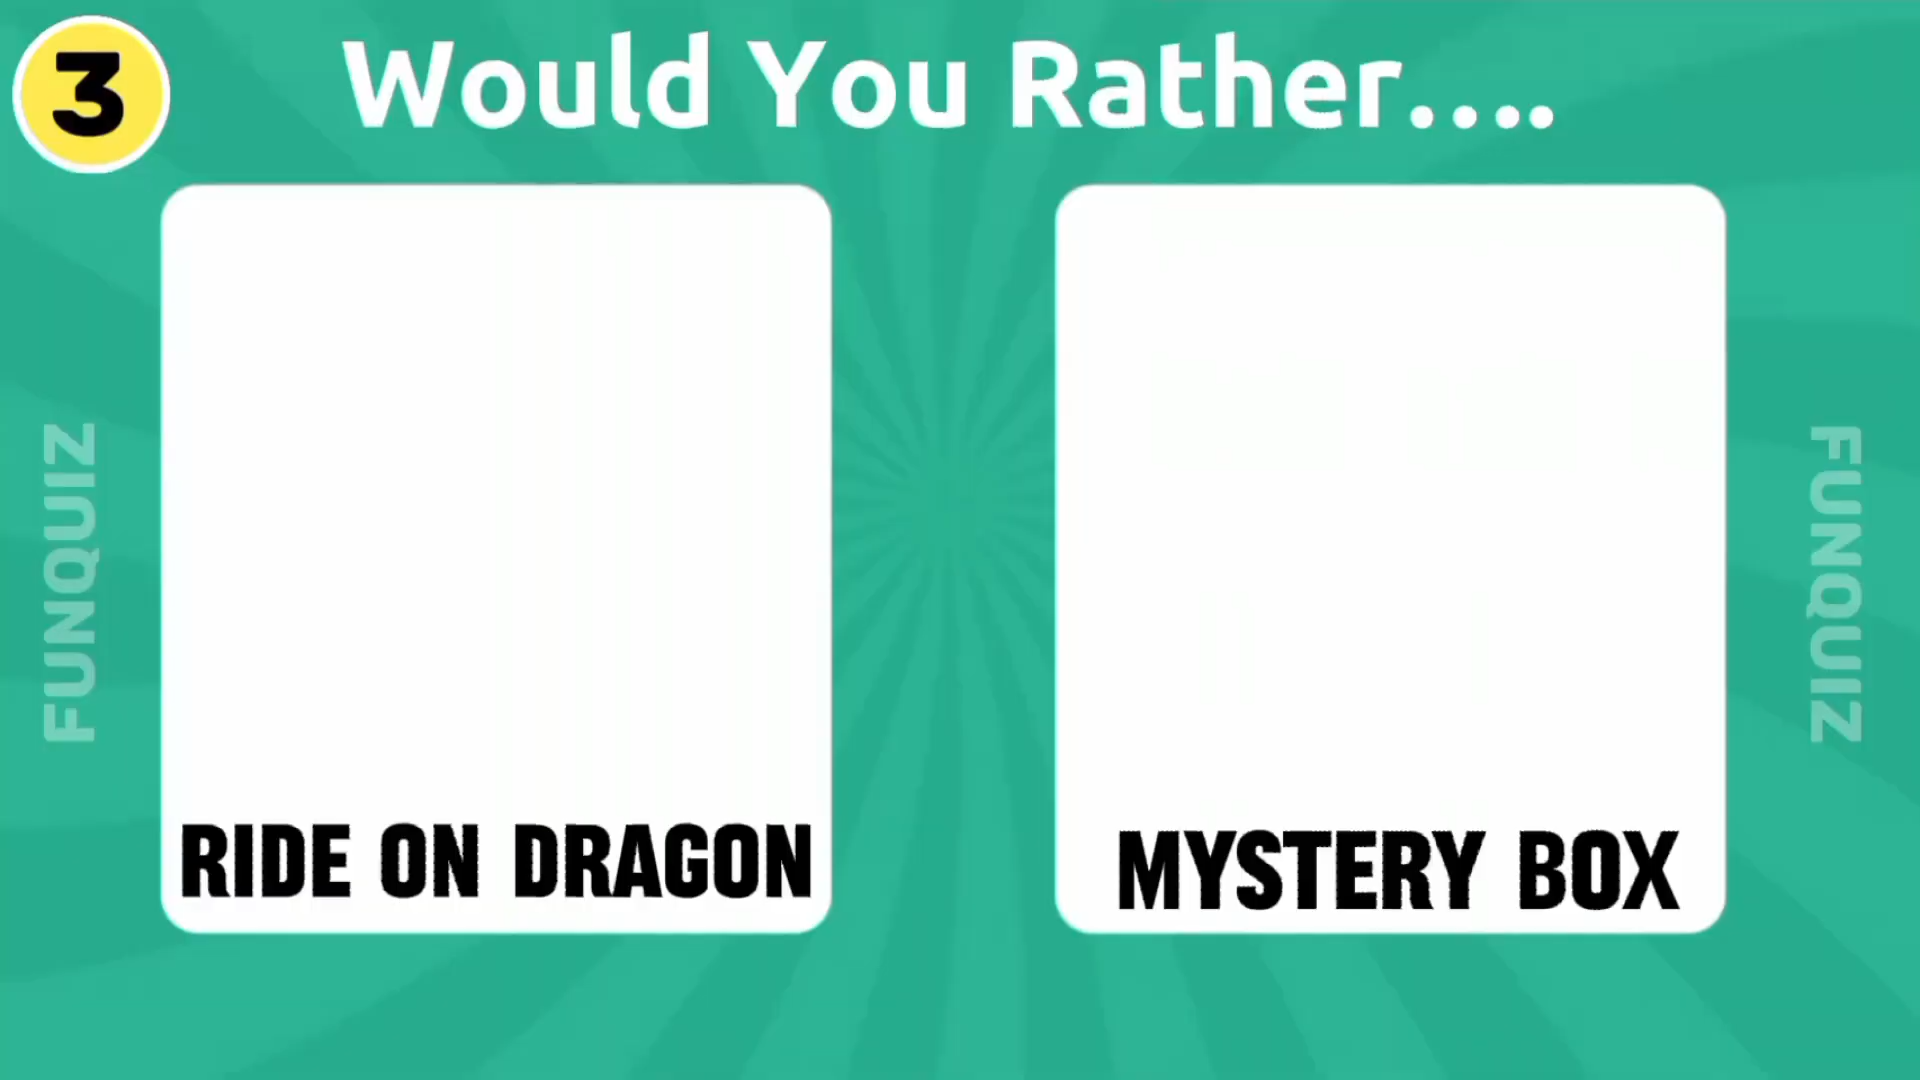 3
Would You Rather....
FUNQUIZ
RIDE ON DRAGON
MYSTERY BOX
FUNQUIZ